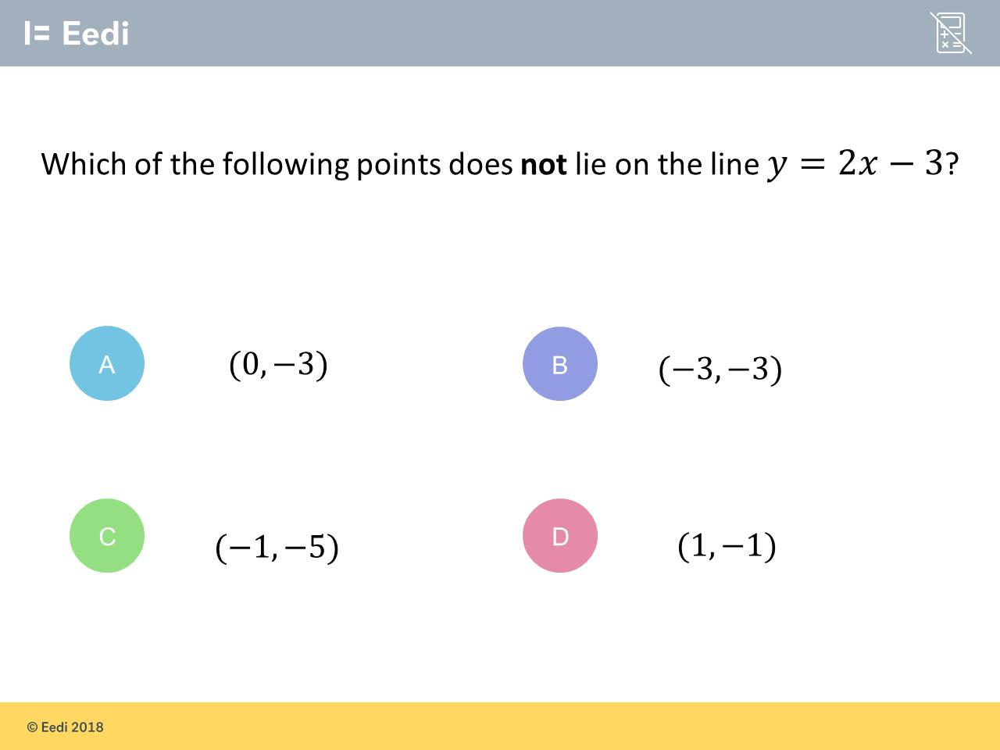 Eedi
Which of the following points does not lie on the line y = 2x − 3?
A (0, −3)
B (−3, −3)
C (−1, −5)
D (1, −1)
© Eedi 2018